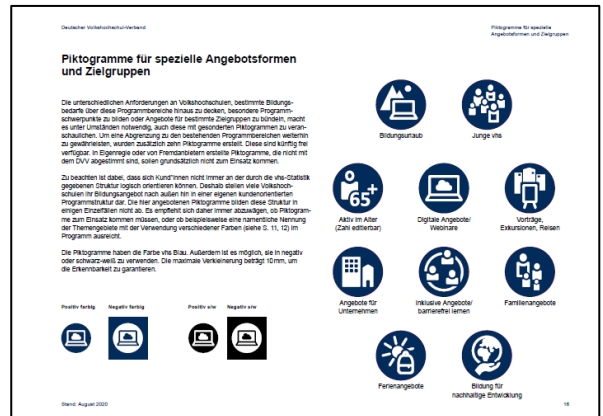 Deutscher Volkshochschul-Verband
Piktogramme für spezielle
Angebotsformen und Zielgruppen
Piktogramme für spezielle Angebotsformen
und Zielgruppen
Die unterschiedlichen Anforderungen an Volkshochschulen, bestimmte Bildungs-
bedarfe über diese Programmbereiche hinaus zu decken, besondere Programm-
schwerpunkte zu bilden oder Angebote für bestimmte Zielgruppen zu bündeln, macht
es unter Umständen notwendig, auch diese mit gesonderten Piktogrammen zu veran-
schaulichen. Um eine Abgrenzung zu den bestehenden Programmbereichen weiterhin
zu gewährleisten, wurden zusätzlich zehn Piktogramme erstellt. Diese sind künftig frei
verfügbar. In Eigenregie oder von Fremdanbietern erstellte Piktogramme, die nicht mit
dem DVV abgestimmt sind, sollen grundsätzlich nicht zum Einsatz kommen.
Zu beachten ist dabei, dass sich Kund*innen nicht immer an der durch die vhs-Statistik
gegebenen Struktur logisch orientieren können. Deshalb stellen viele Volkshoch-
schulen ihr Bildungsangebot nach außen hin in einer eigenen kundenorientierten
Programmstruktur dar. Die hier angebotenen Piktogramme bilden diese Struktur in
einigen Einzelfällen nicht ab. Es empfiehlt sich daher immer abzuwägen, ob Piktogram-
me zum Einsatz kommen müssen, oder ob beispielsweise eine namentliche Nennung
der Themengebiete mit der Verwendung verschiedener Farben (siehe S. 11, 12) im
Programm ausreicht.
Die Piktogramme haben die Farbe vhs Blau. Außerdem ist es möglich, sie in negativ
oder schwarz-weiß zu verwenden. Die maximale Verkleinerung beträgt 10 mm, um
die Erkennbarkeit zu garantieren.
Positiv farbig
Negativ farbig
Positiv s/w
Negativ s/w
Bildungsurlaub
Junge vhs
65+
Aktiv im Alter
(Zahl editierbar)
Digitale Angebote/
Webinare
Vorträge,
Exkursionen, Reisen
Angebote für
Unternehmen
Inklusive Angebote/
barrierefrei lernen
Familienangebote
Ferienangebote
Bildung für
nachhaltige Entwicklung
Stand: August 2020